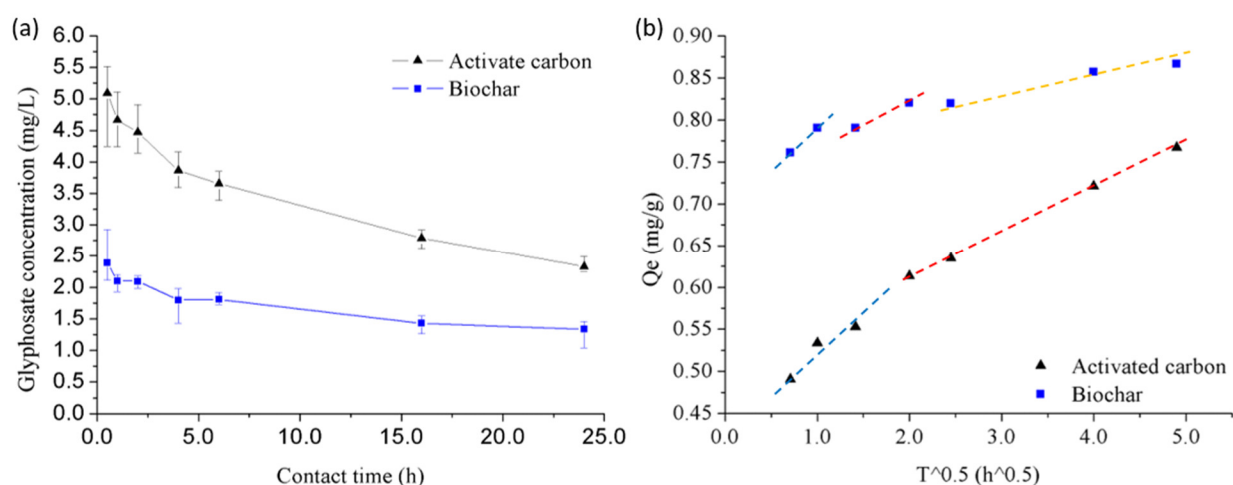 (a)
Glyphosate concentration (mg/L)
6.0
5.5
5.0
4.5
4.0
3.5
3.0
2.5
2.0
1.5
1.0
0.5
0.0
Activate carbon
Biochar
0.0 5.0 10.0 15.0 20.0 25.0
Contact time (h)
(b)
Qe (mg/g)
0.90
0.85
0.80
0.75
0.70
0.65
0.60
0.55
0.50
0.45
Activated carbon
Biochar
0.0 1.0 2.0 3.0 4.0 5.0
T^0.5 (h^0.5)